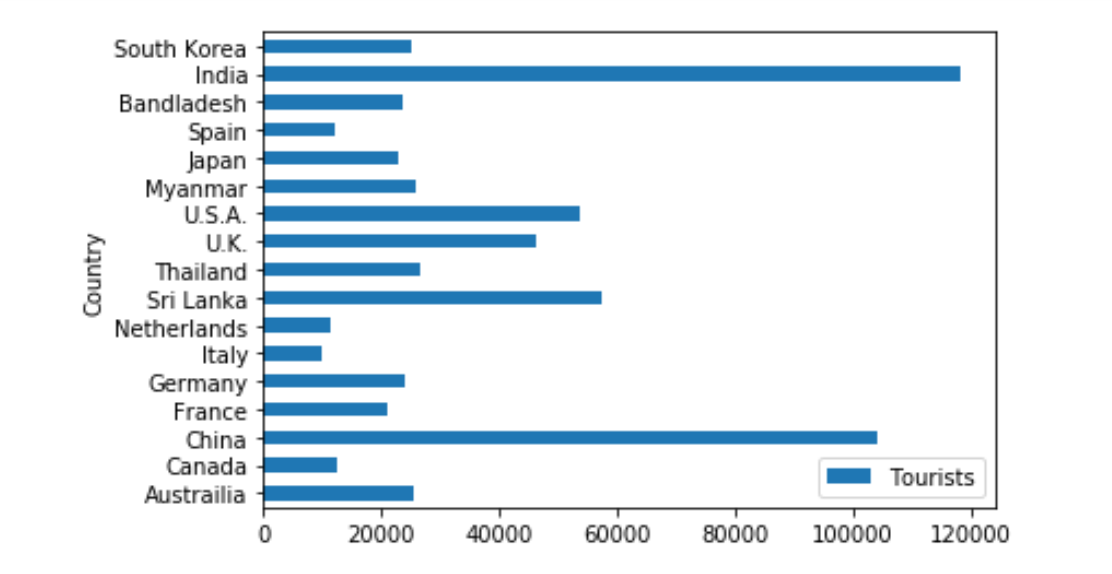 South Korea
India
Bandladesh
Spain
Japan
Myanmar
U.S.A.
U.K.
Thailand
Sri Lanka
Netherlands
Italy
Germany
France
China
Canada
Austrailia
Country
Tourists
0 20000 40000 60000 80000 100000 120000